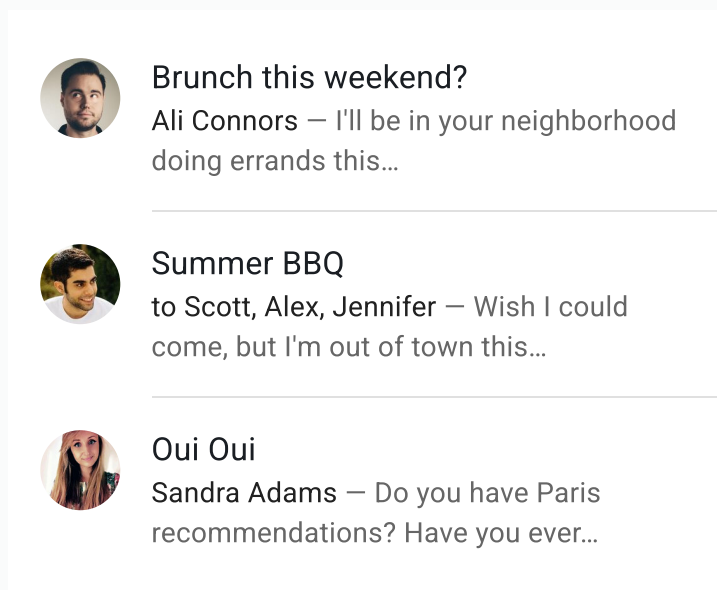 Brunch this weekend?
Ali Connors — I'll be in your neighborhood
doing errands this…
Summer BBQ
to Scott, Alex, Jennifer — Wish I could
come, but I'm out of town this…
Oui Oui
Sandra Adams — Do you have Paris
recommendations? Have you ever…